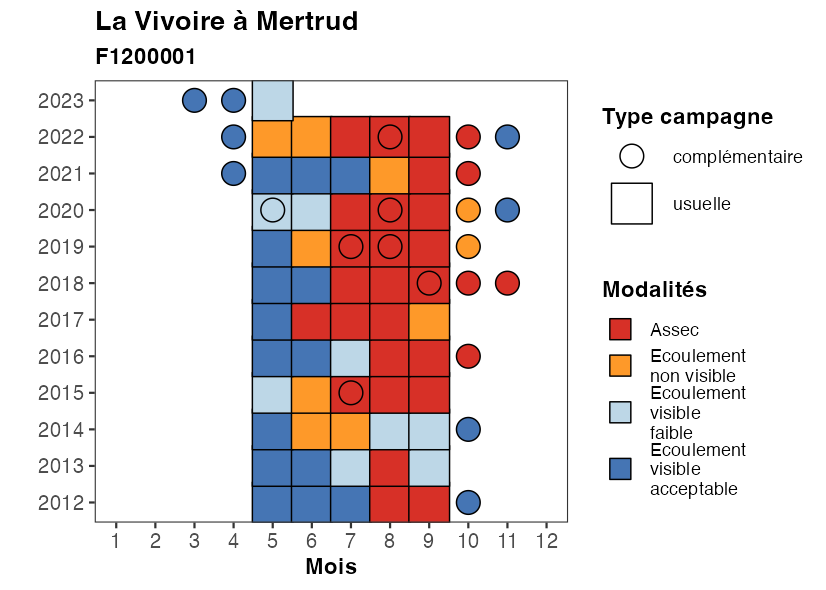 La Vivoire à Mertrud
F1200001
2023
2022
2021
2020
2019
2018
2017
2016
2015
2014
2013
2012
1 2 3 4 5 6 7 8 9 10 11 12
Mois
Type campagne
complémentaire
usuelle
Modalités
Assec
Ecoulement
non visible
Ecoulement
visible
faible
Ecoulement
visible
acceptable